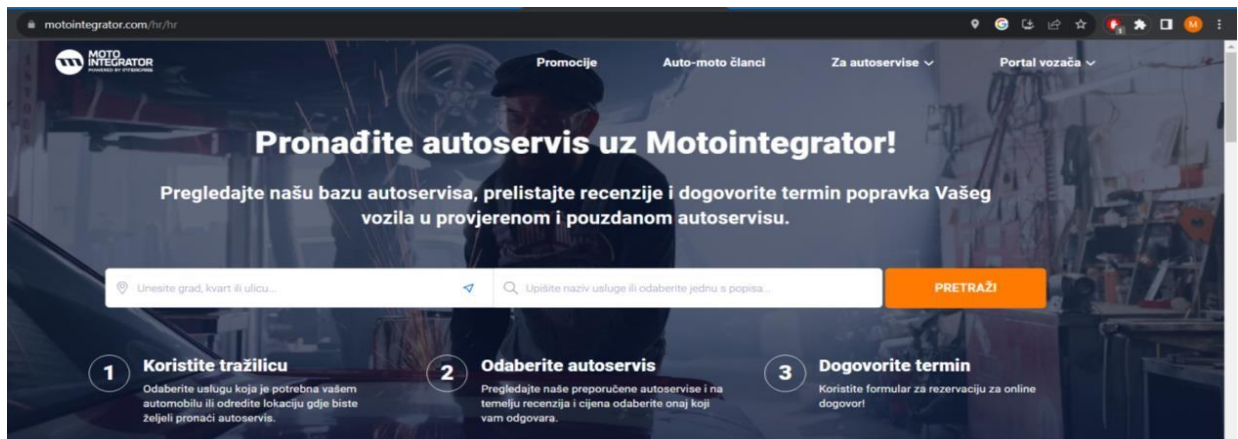 motointegrator.com/hr/hr
MOTO
INTEGRATOR
Promocije
Auto-moto članci
Za autoservise
Portal vozača
Pronađite autoservis uz Motointegrator!
Pregledajte našu bazu autoservisa, prelistajte recenzije i dogovorite termin popravka Vašeg
vozila u provjerenom i pouzdanom autoservisu.
Unesite grad, kvart ili ulicu...
Upišite naziv usluge ili odaberite jednu s popisa...
PRETRAŽI
1
Koristite tražilicu
Odaberite uslugu koja je potrebna vašem
automobilu ili odredite lokaciju gdje biste
željeli pronaći autoservis.
2
Odaberite autoservis
Pregledajte naše preporučene autoservise i na
temelju recenzija i cijena odaberite onaj koji
vam odgovara.
3
Dogovorite termin
Koristite formular za rezervaciju za online
dogovor!